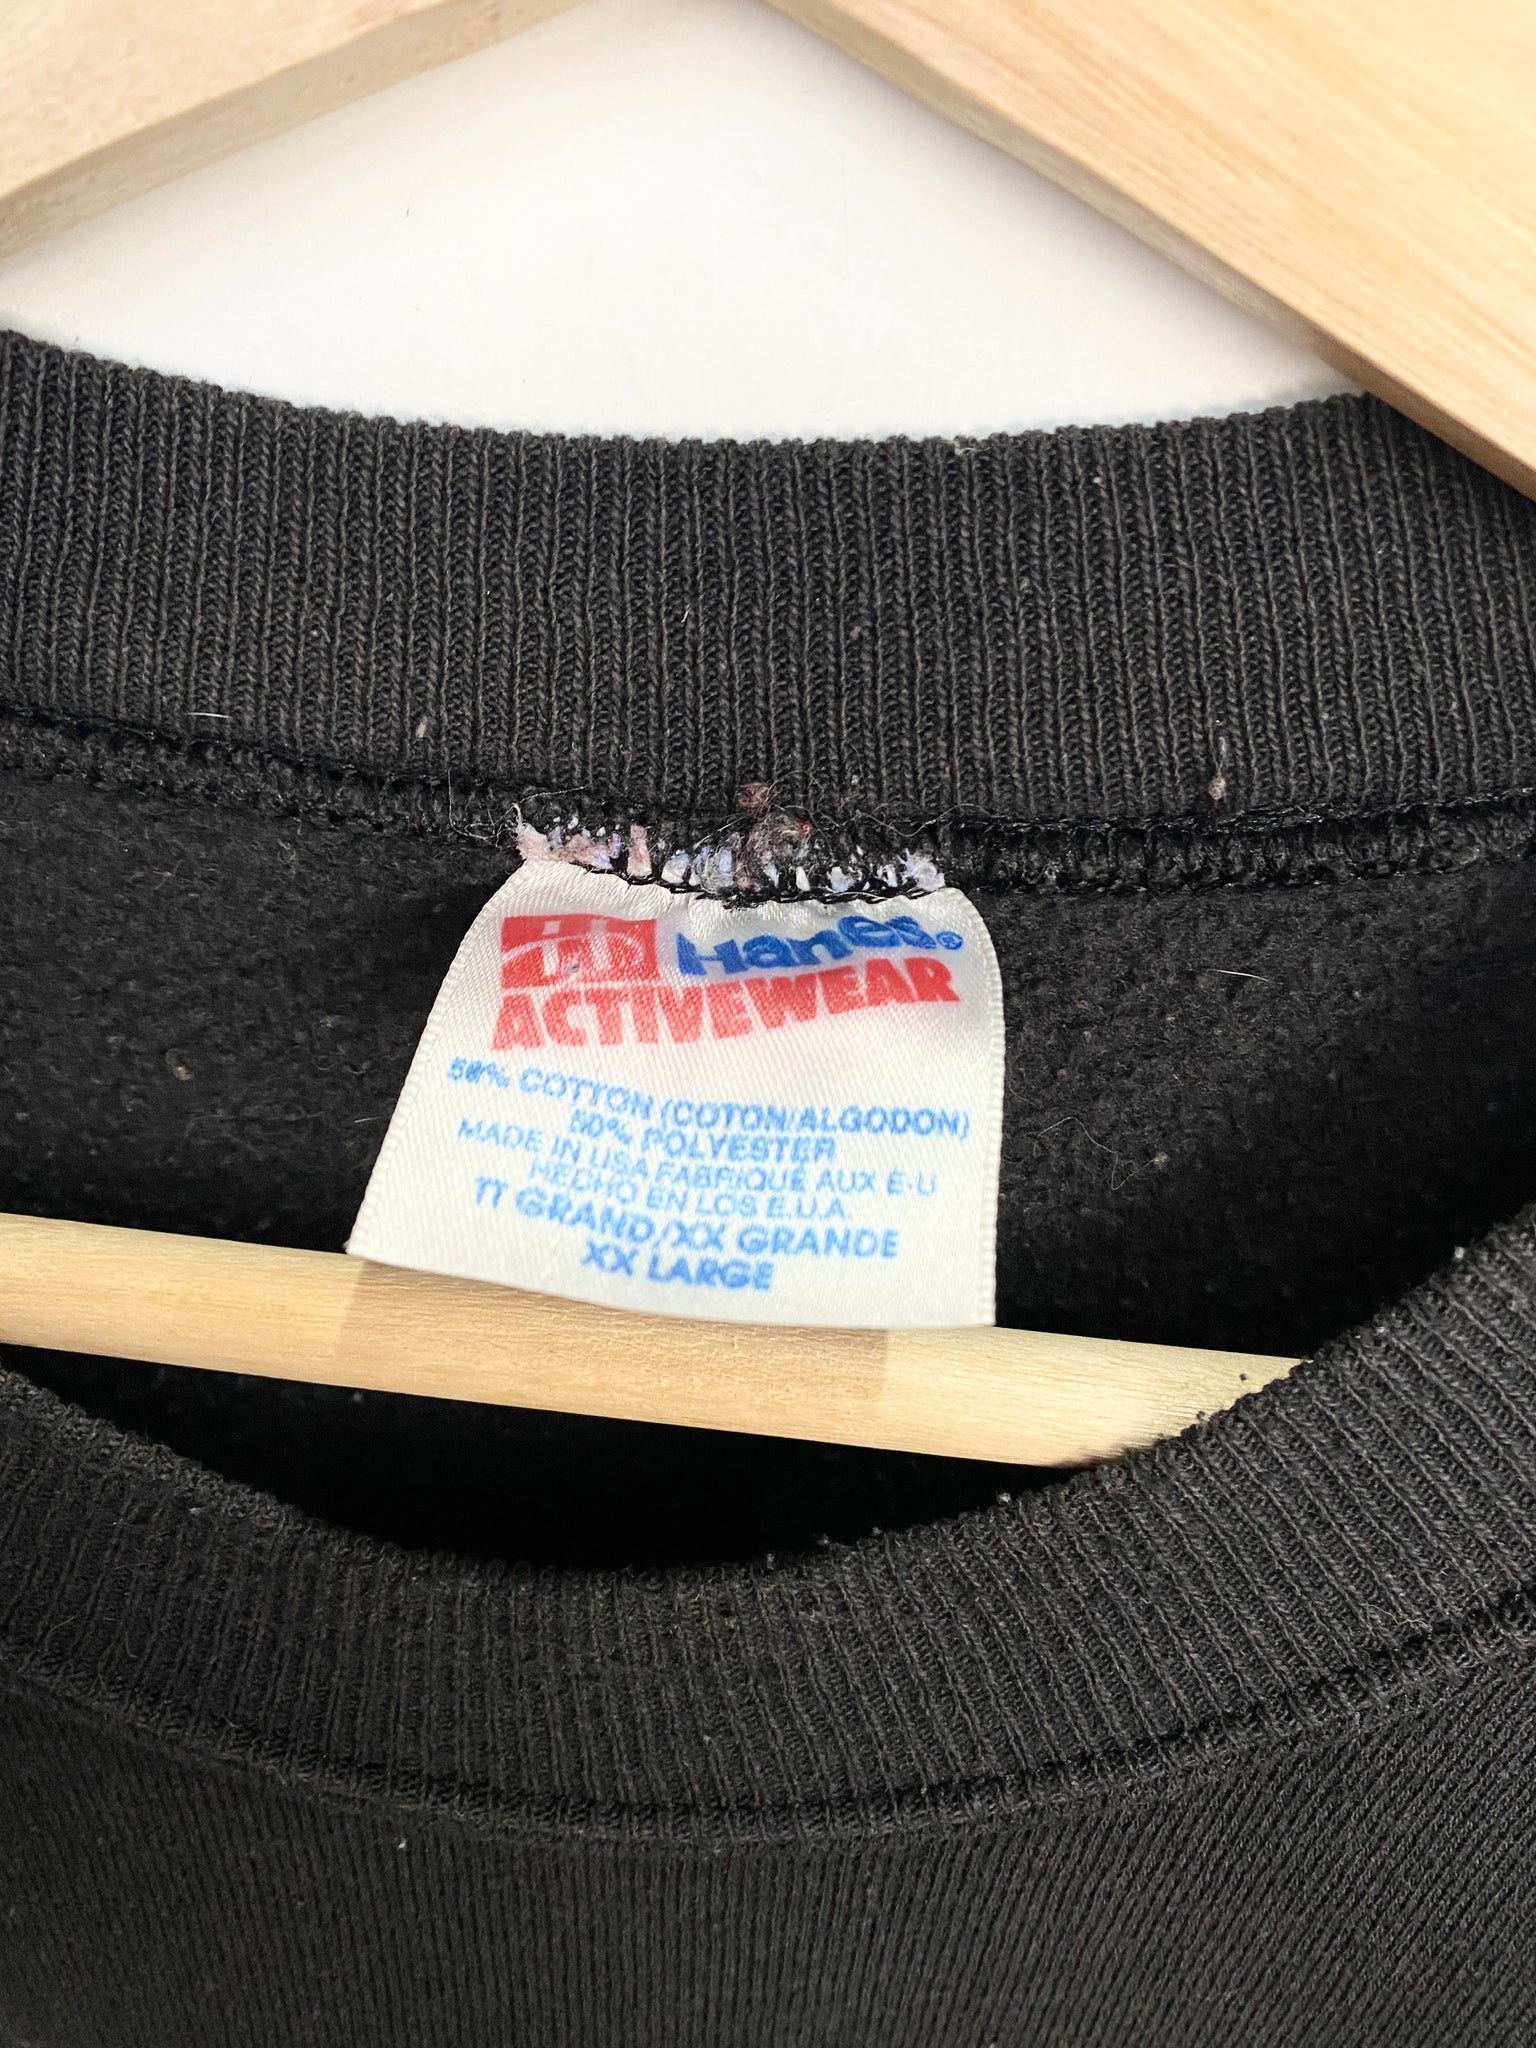 Hanes®
ACTIVEWEAR
50% COTTON (COTON/ALGODON)
50% POLYESTER
MADE IN USA FABRIQUÉ AUX É-U
HECHO EN LOS E.U.A.
TT GRAND/XX GRANDE
XX LARGE